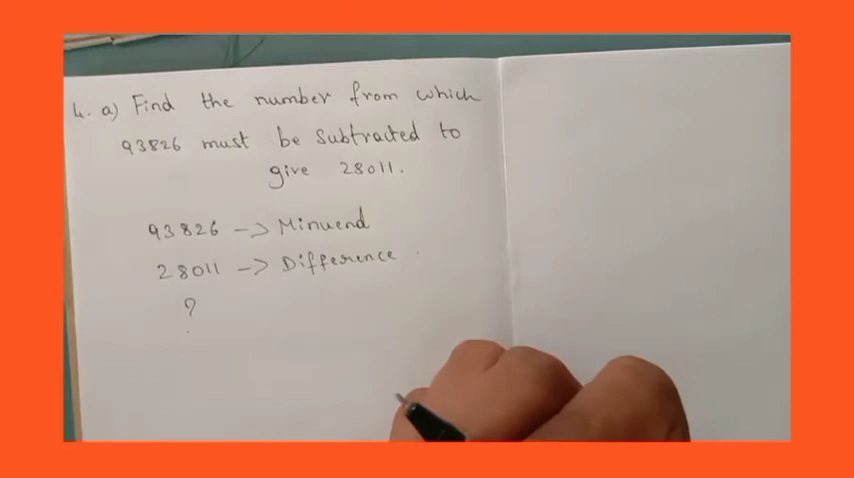 4. a) Find the number from which
93826 must be subtracted to
give 28011.
93826 -> Minuend
28011 -> Difference
?